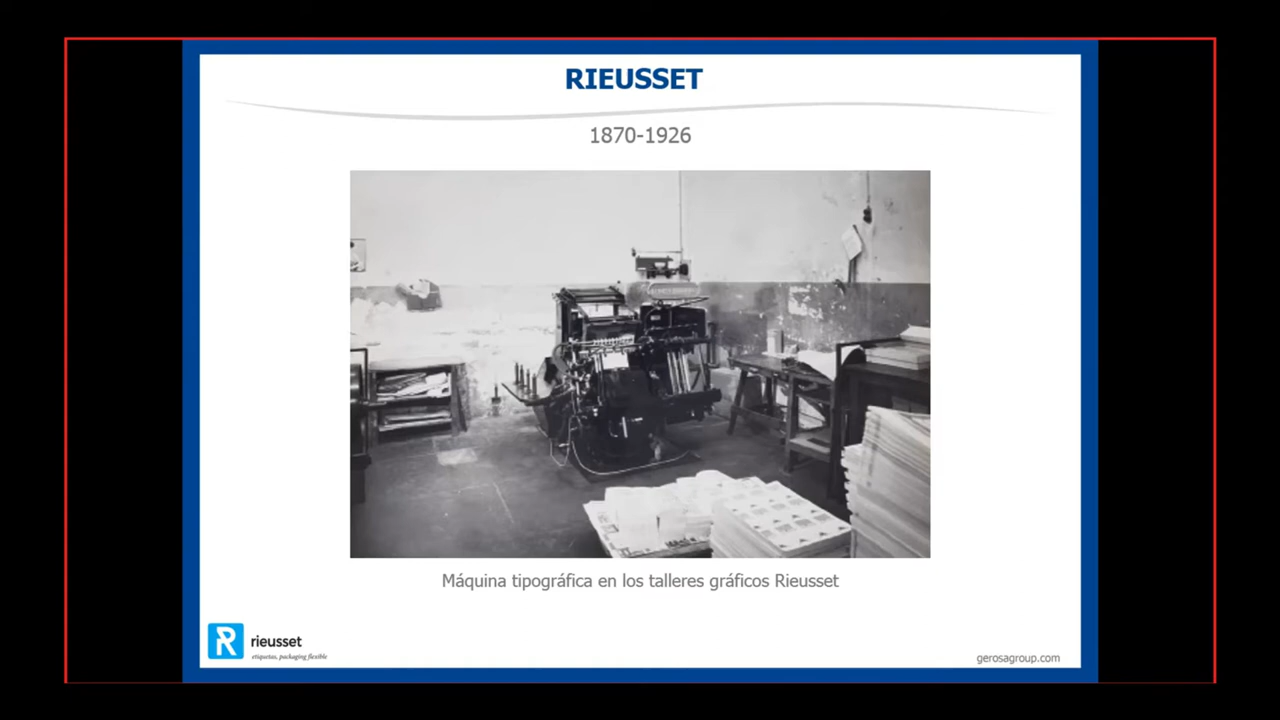 RIEUSSET
1870-1926
Máquina tipográfica en los talleres gráficos Rieusset
R rieusset
etiquetas, packaging flexible
gerosagroup.com